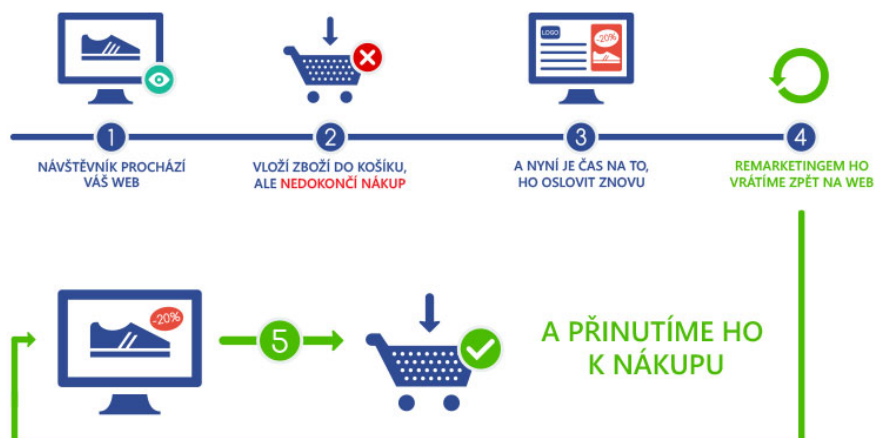 LOGO
-20%
1
2
3
4
NÁVŠTĚVNÍK PROCHÁZÍ
VÁŠ WEB
VLOŽÍ ZBOŽÍ DO KOŠÍKU,
ALE NEDOKONČÍ NÁKUP
A NYNÍ JE ČAS NA TO,
HO OSLOVIT ZNOVU
REMARKETINGEM HO
VRÁTÍME ZPĚT NA WEB
-20%
5
A PŘINUTÍME HO
K NÁKUPU